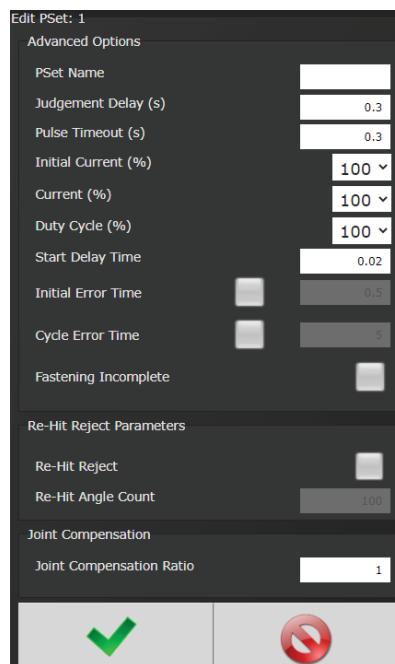 Edit PSet: 1
Advanced Options
PSet Name
Judgement Delay (s) 0.3
Pulse Timeout (s) 0.3
Initial Current (%) 100
Current (%) 100
Duty Cycle (%) 100
Start Delay Time 0.02
Initial Error Time 0.5
Cycle Error Time 5
Fastening Incomplete
Re-Hit Reject Parameters
Re-Hit Reject
Re-Hit Angle Count 100
Joint Compensation
Joint Compensation Ratio 1